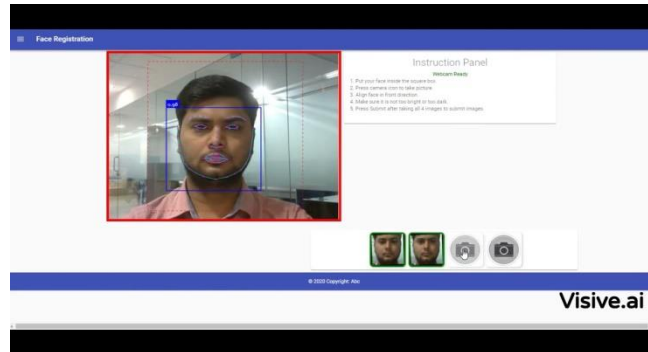 Face Registration
Instruction Panel
Webcam Ready
1. Put your face inside the square box.
2. Press camera icon to take picture.
3. Align face in front direction.
4. Make sure it is not too bright or too dark.
5. Press Submit after taking all 4 images to submit images.
0.98
© 2020 Copyright: Abc
Visive.ai